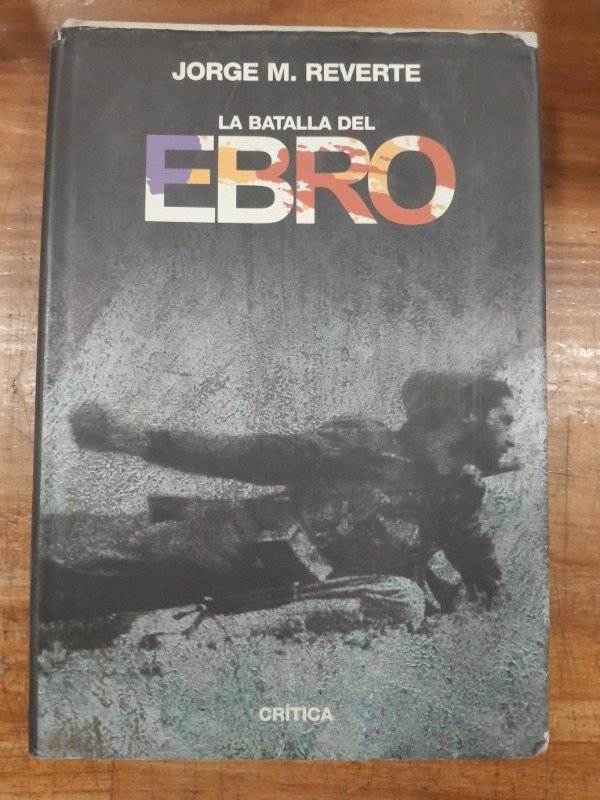 JORGE M. REVERTE
LA BATALLA DEL
EBRO
CRÍTICA